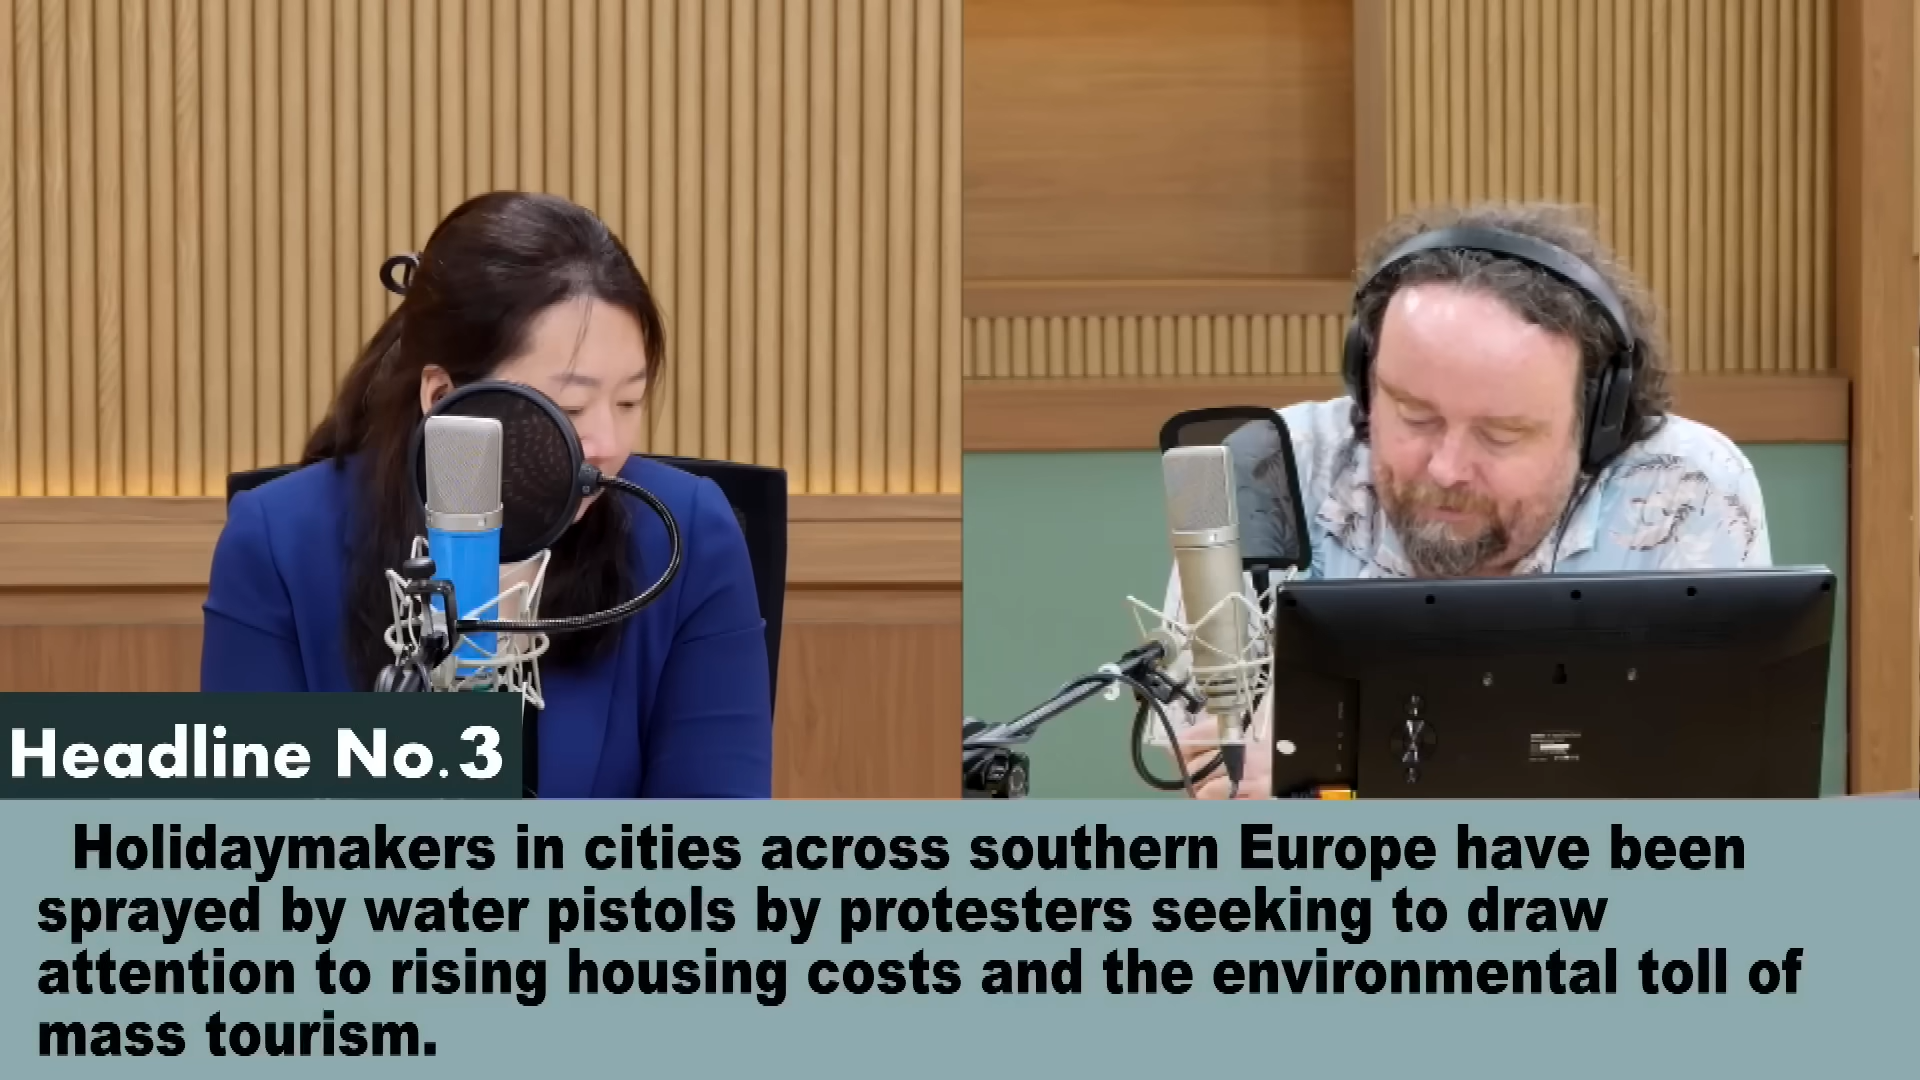 Headline No.3
Holidaymakers in cities across southern Europe have been
sprayed by water pistols by protesters seeking to draw
attention to rising housing costs and the environmental toll of
mass tourism.